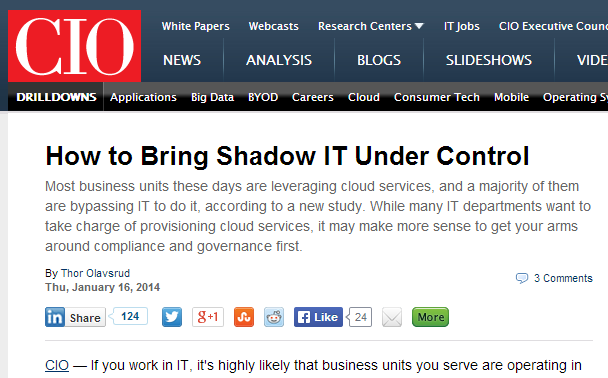 CIO
White Papers Webcasts Research Centers IT Jobs CIO Executive Counc
NEWS ANALYSIS BLOGS SLIDESHOWS VIDE
DRILLDOWNS Applications Big Data BYOD Careers Cloud Consumer Tech Mobile Operating Sy
How to Bring Shadow IT Under Control
Most business units these days are leveraging cloud services, and a majority of them
are bypassing IT to do it, according to a new study. While many IT departments want to
take charge of provisioning cloud services, it may make more sense to get your arms
around compliance and governance first.
By Thor Olavsrud
Thu, January 16, 2014
3 Comments
in Share 124 g+1 f Like 24 More
CIO — If you work in IT, it's highly likely that business units you serve are operating in